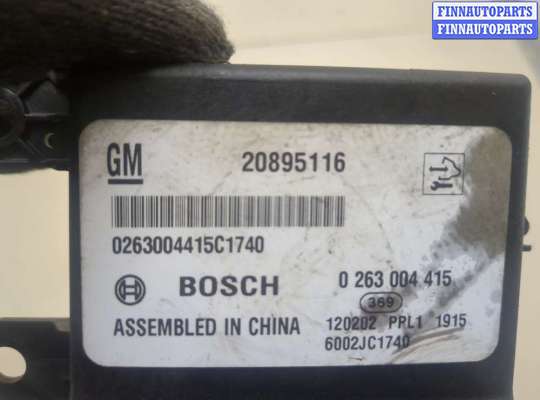 FINNAUTOPARTS
FINNAUTOPARTS
GM 20895116
0263004415C1740
BOSCH 0 263 004 415
369
ASSEMBLED IN CHINA 120202 PPL1 1915
6002JC1740